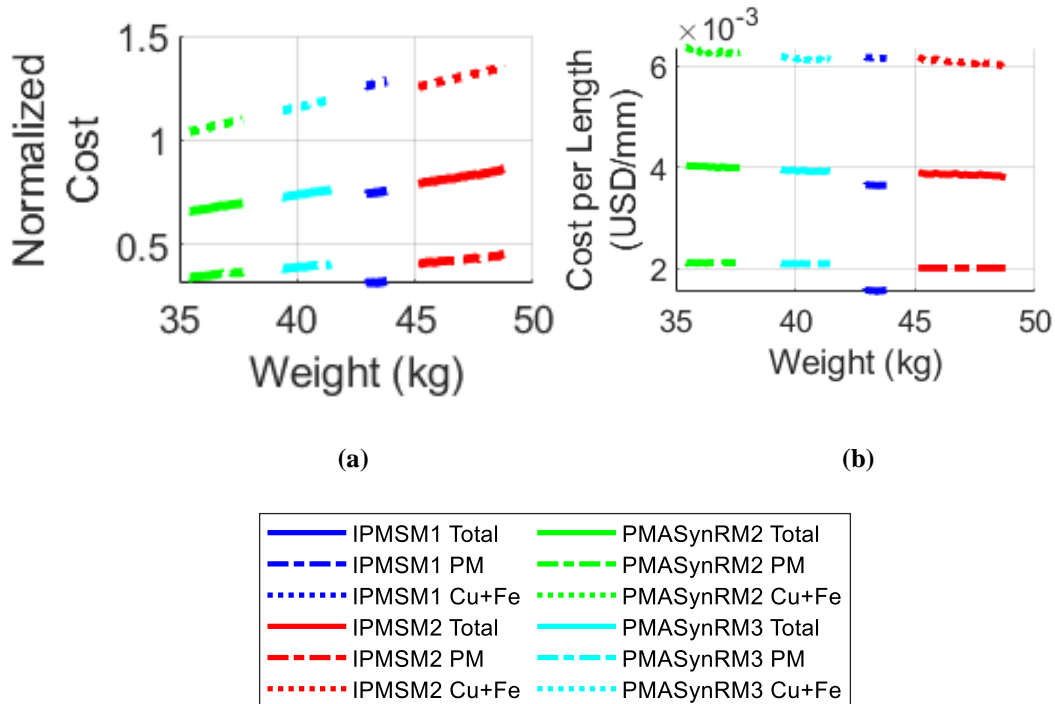 1.5
1
0.5
35 40 45 50
Normalized
Cost
Weight (kg)
× 10⁻³
6
4
2
35 40 45 50
Cost per Length
(USD/mm)
Weight (kg)
(a) (b)
IPMSM1 Total PMASynRM2 Total
IPMSM1 PM PMASynRM2 PM
IPMSM1 Cu+Fe PMASynRM2 Cu+Fe
IPMSM2 Total PMASynRM3 Total
IPMSM2 PM PMASynRM3 PM
IPMSM2 Cu+Fe PMASynRM3 Cu+Fe